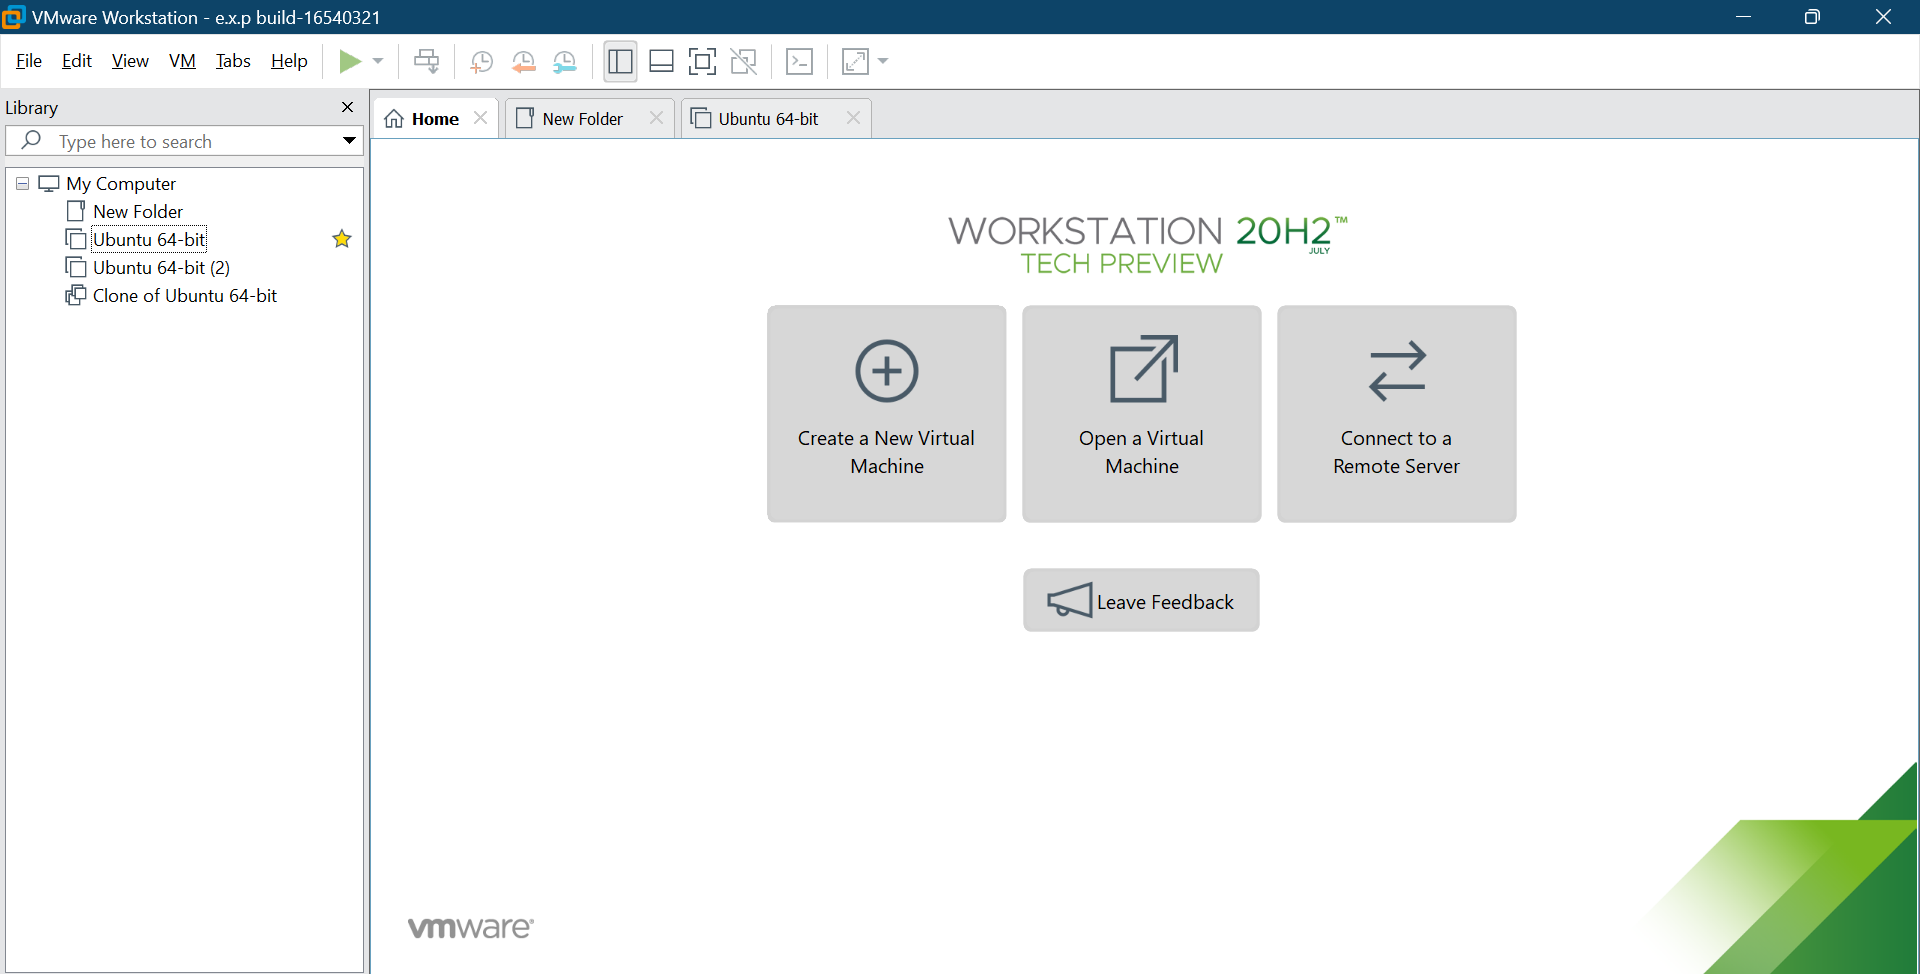 VMware Workstation - e.x.p build-16540321
File Edit View VM Tabs Help
Library
Home New Folder Ubuntu 64-bit
Type here to search
My Computer
New Folder
Ubuntu 64-bit
Ubuntu 64-bit (2)
Clone of Ubuntu 64-bit
WORKSTATION 20H2™
JULY
TECH PREVIEW
Create a New Virtual
Machine
Open a Virtual
Machine
Connect to a
Remote Server
Leave Feedback
vmware®